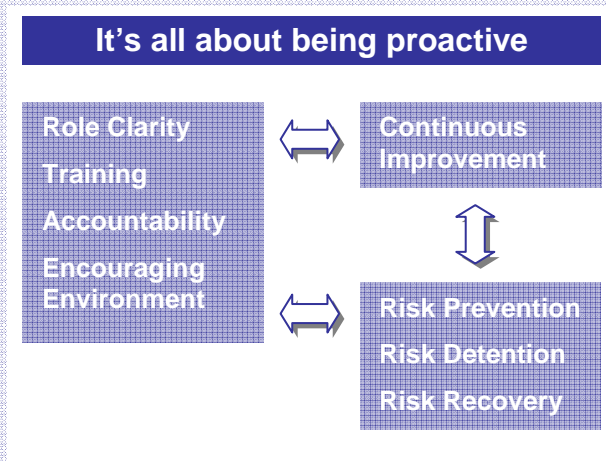 It's all about being proactive
Role Clarity
Training
Accountability
Encouraging
Environment
Continuous
Improvement
Risk Prevention
Risk Detention
Risk Recovery